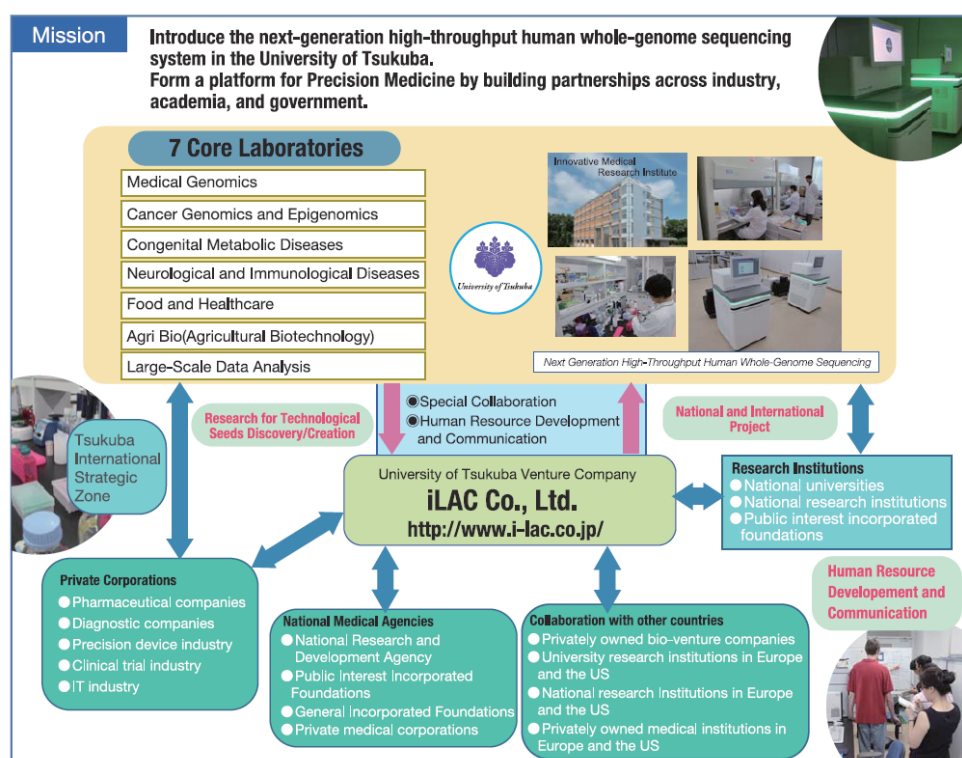 Mission
Introduce the next-generation high-throughput human whole-genome sequencing
system in the University of Tsukuba.
Form a platform for Precision Medicine by building partnerships across industry,
academia, and government.
7 Core Laboratories
Medical Genomics
Cancer Genomics and Epigenomics
Congenital Metabolic Diseases
Neurological and Immunological Diseases
Food and Healthcare
Agri Bio(Agricultural Biotechnology)
Large-Scale Data Analysis
University of Tsukuba
Innovative Medical
Research Institute
Next Generation High-Throughput Human Whole-Genome Sequencing
Research for Technological
Seeds Discovery/Creation
◉Special Collaboration
◉Human Resource Development
and Communication
National and International
Project
Tsukuba
International
Strategic
Zone
University of Tsukuba Venture Company
iLAC Co., Ltd.
http://www.i-lac.co.jp/
Research Institutions
●National universities
●National research institutions
●Public interest incorporated
foundations
Private Corporations
●Pharmaceutical companies
●Diagnostic companies
●Precision device industry
●Clinical trial industry
●IT industry
National Medical Agencies
●National Research and
Development Agency
●Public Interest Incorporated
Foundations
●General Incorporated Foundations
●Private medical corporations
Collaboration with other countries
●Privately owned bio-venture companies
●University research institutions in Europe
and the US
●National research Institutions in Europe
and the US
●Privately owned medical institutions in
Europe and the US
Human Resource
Developement and
Communication